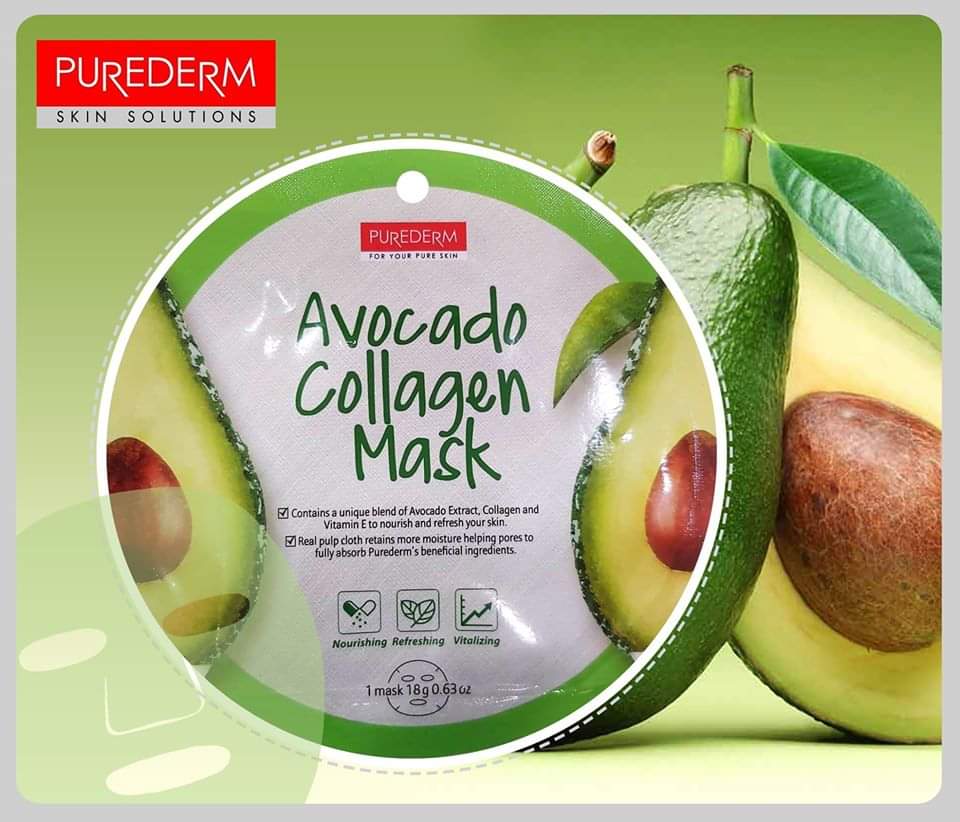 PUREDERM
SKIN SOLUTIONS
PUREDERM
FOR YOUR PURE SKIN
Avocado
Collagen
Mask
☑ Contains a unique blend of Avocado Extract, Collagen and
Vitamin E to nourish and refresh your skin.
☑ Real pulp cloth retains more moisture helping pores to
fully absorb Purederm's beneficial ingredients.
Nourishing Refreshing Vitalizing
1 mask 18g 0.63oz